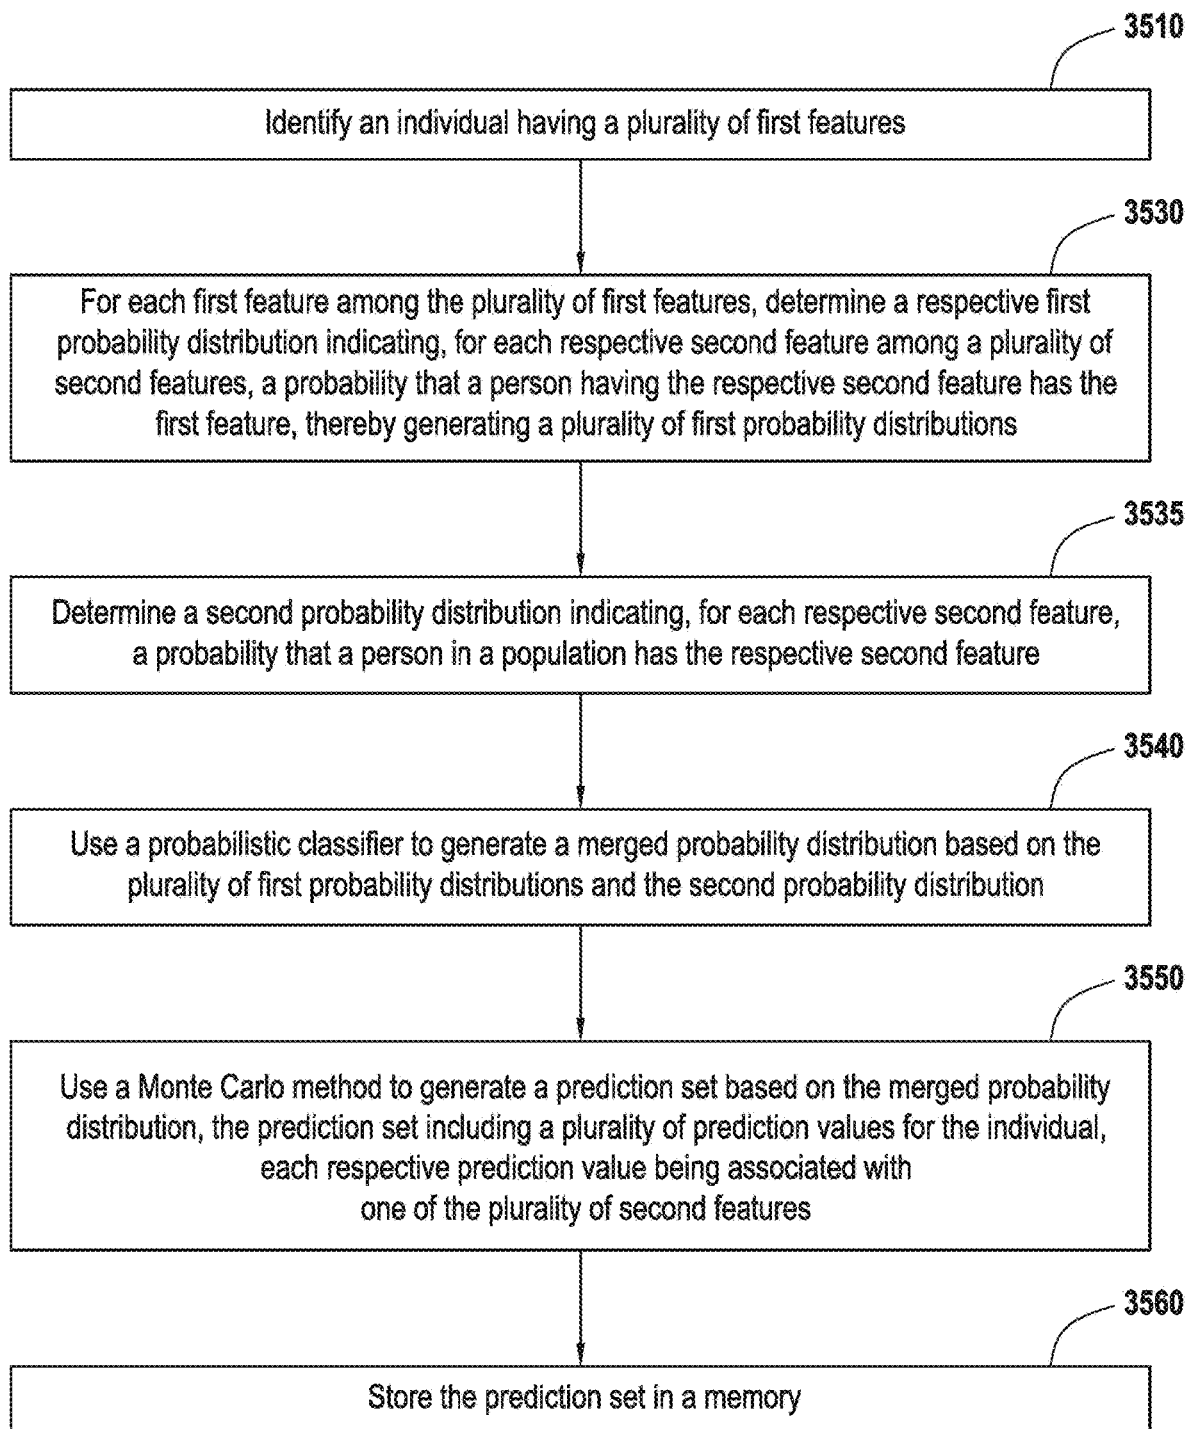 3510
Identify an individual having a plurality of first features
3530
For each first feature among the plurality of first features, determine a respective first
probability distribution indicating, for each respective second feature among a plurality of
second features, a probability that a person having the respective second feature has the
first feature, thereby generating a plurality of first probability distributions
3535
Determine a second probability distribution indicating, for each respective second feature,
a probability that a person in a population has the respective second feature
3540
Use a probabilistic classifier to generate a merged probability distribution based on the
plurality of first probability distributions and the second probability distribution
3550
Use a Monte Carlo method to generate a prediction set based on the merged probability
distribution, the prediction set including a plurality of prediction values for the individual,
each respective prediction value being associated with
one of the plurality of second features
3560
Store the prediction set in a memory